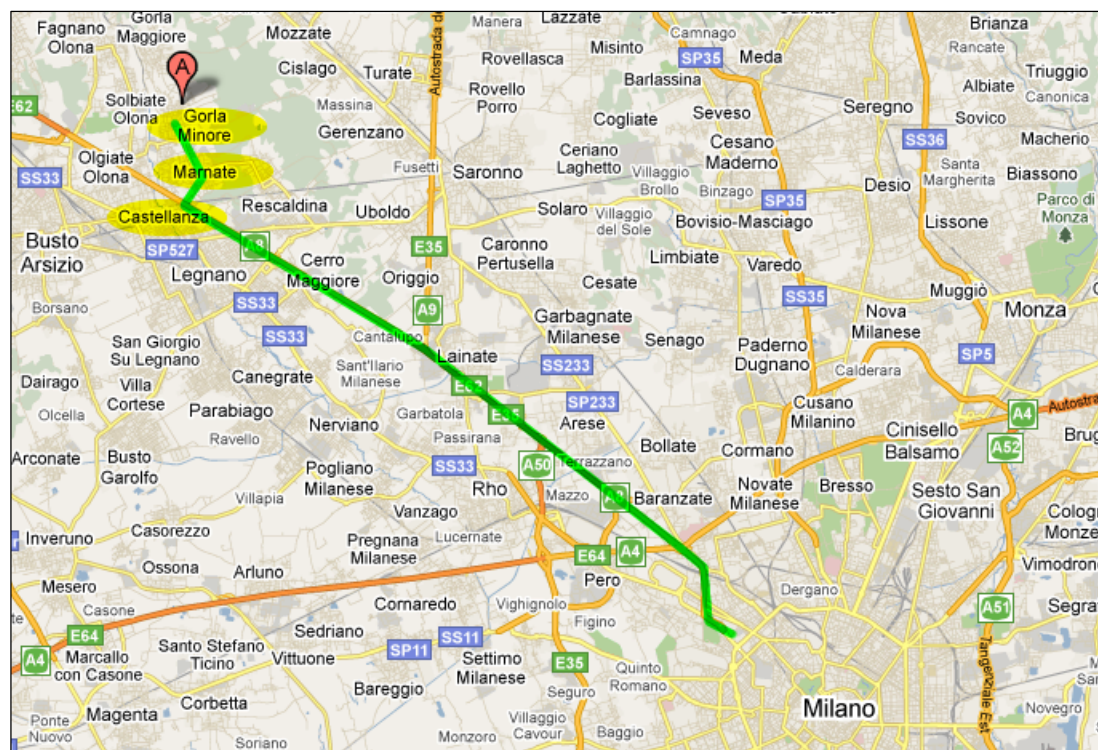 Fagnano
Olona
Gorla
Maggiore
Mozzate
Lazzate
Manera
Camnago
Brianza
Cislago
Turate
Rovellasca
Misinto
SP35
Meda
Rancate
Barlassina
Triuggio
Albiate
Canonica
A
E62
Solbiate
Olona
Massina
Rovello
Porro
Seveso
Seregno
Sovico
Gorla
Minore
Gerenzano
Cogliate
SS36
Macherio
Olgiate
Olona
Marnate
Fusetti
Saronno
Ceriano
Laghetto
Cesano
Maderno
Villaggio
Brollo
Binzago
Santa
Margherita
Biassono
SS33
Desio
Parco di
Monza
Castellanza
Rescaldina
Uboldo
Solaro
Villaggio
del Sole
SP35
Bovisio-Masciago
Lissone
Busto
Arsizio
SP527
A8
E35
Caronno
Pertusella
Limbiate
Varedo
Legnano
Cerro
Maggiore
Origgio
Cesate
SS35
Muggiò
Monza
Borsano
SS33
A9
Garbagnate
Milanese
Nova
Milanese
SS33
Cantalupo
Senago
Paderno
Dugnano
SP5
San Giorgio
Su Legnano
Lainate
SS233
Calderara
Dairago
Villa
Cortese
Canegrate
Sant'Ilario
Milanese
E62
SP233
Cusano
Milanino
A4
Olcella
Parabiago
Garbatola
E35
Arese
Ravello
Nerviano
Passirana
Bollate
Cormano
Cinisello
Balsamo
A52
Arconate
Busto
Garolfo
Pogliano
Milanese
SS33
A50
Terrazzano
Rho
Mazzo
A8
Baranzate
Novate
Milanese
Bresso
Sesto San
Giovanni
Villapia
Vanzago
Casorezzo
Lucernate
Inveruno
Pregnana
Milanese
E64
A4
Ossona
Arluno
Pero
Dergano
Vimodrone
Mesero
Casone
Cornaredo
Vighignolo
Figino
A51
E64
Sedriano
SS11
SP11
Tangenziale Est
A4
Marcallo
con Casone
Santo Stefano
Ticino
Vittuone
Settimo
Milanese
E35
Quinto
Romano
Bareggio
Seguro
Milano
Corbetta
Magenta
Ponte
Nuovo
Soriano
Monzoro
Villaggio
Cavour
Baggio
Novegro